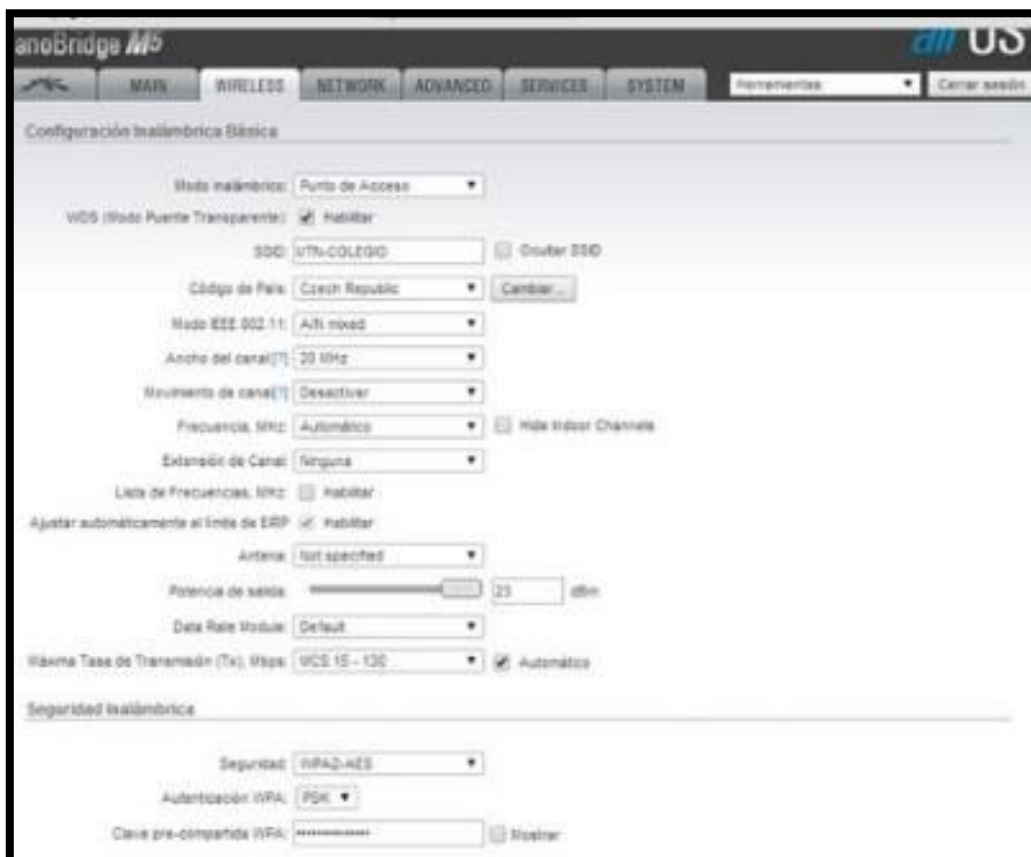 anoBridge M5
air US
MAIN WIRELESS NETWORK ADVANCED SERVICES SYSTEM Herramientas Cerrar sesión
Configuración Inalámbrica Básica
Modo inalámbrico: Punto de Acceso
WDS (Modo Puente Transparente): Habilitar
SSID: UTN-COLEGIO Ocultar SSID
Código de País: Czech Republic Cambiar...
Modo IEEE 802.11: A/N mixed
Ancho del canal:[?] 20 MHz
Movimiento de canal:[?] Desactivar
Frecuencia, MHz: Automático Hide Indoor Channels
Extensión de Canal: Ninguna
Lista de Frecuencias, MHz: Habilitar
Ajustar automáticamente al límite de EIRP Habilitar
Antena: Not specified
Potencia de salida: 23 dBm
Data Rate Module: Default
Máxima Tasa de Transmisión (Tx), Mbps: MCS 15 - 130 Automático
Seguridad Inalámbrica
Seguridad: WPA2-AES
Autenticación WPA: PSK
Clave pre-compartida WPA: Mostrar